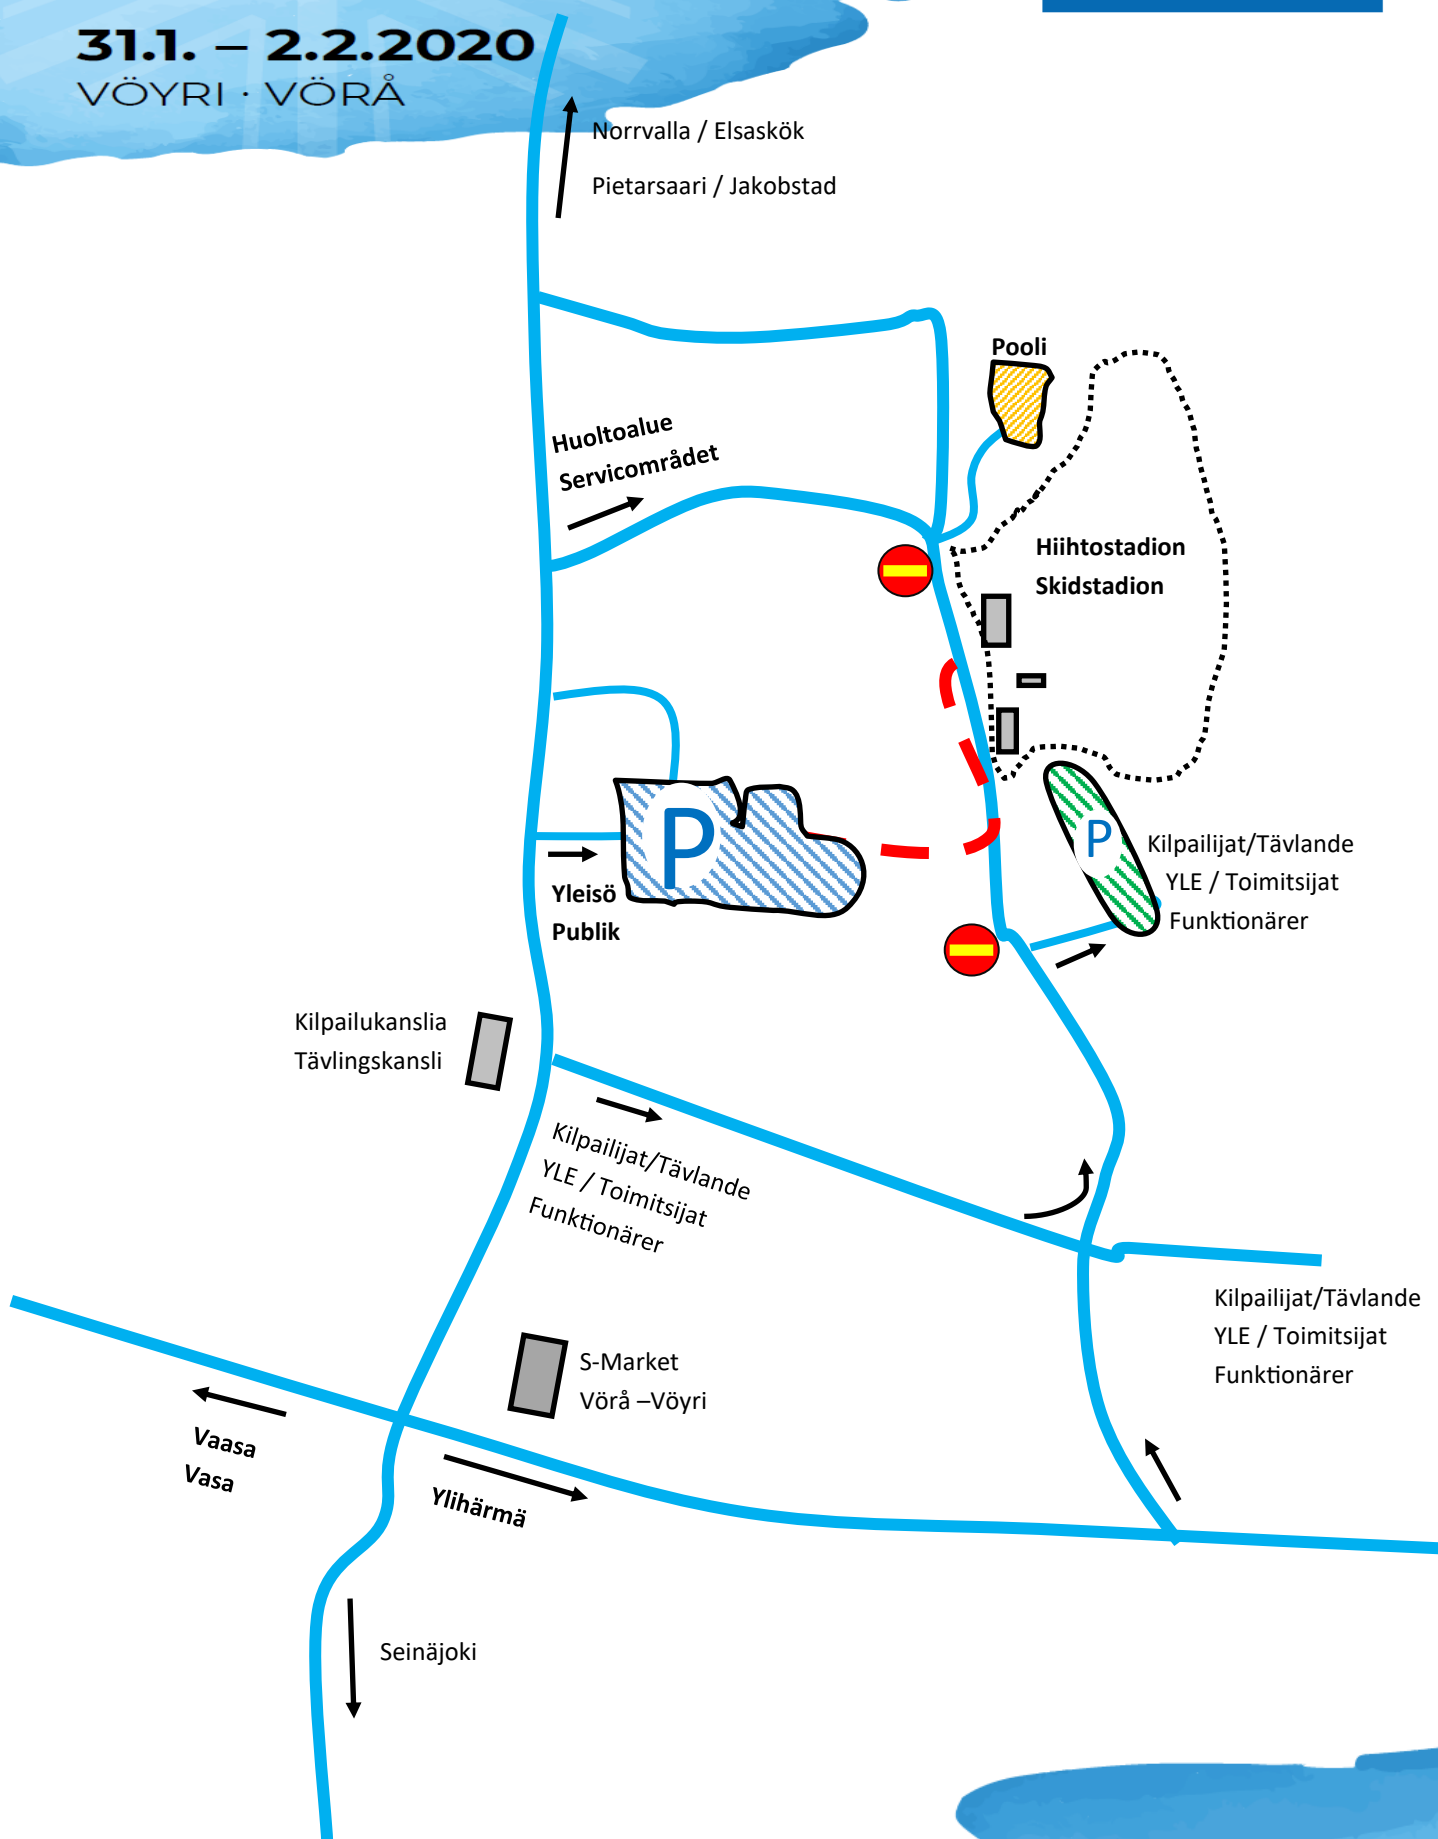 31.1. – 2.2.2020
VÖYRI · VÖRÅ
Norrvalla / Elsaskök
Pietarsaari / Jakobstad
Pooli
Huoltoalue
Servicområdet
Hiihtostadion
Skidstadion
P
P
Kilpailijat/Tävlande
YLE / Toimitsijat
Funktionärer
Yleisö
Publik
Kilpailukanslia
Tävlingskansli
Kilpailijat/Tävlande
YLE / Toimitsijat
Funktionärer
Kilpailijat/Tävlande
YLE / Toimitsijat
Funktionärer
S-Market
Vörå –Vöyri
Vaasa
Vasa
Ylihärmä
Seinäjoki